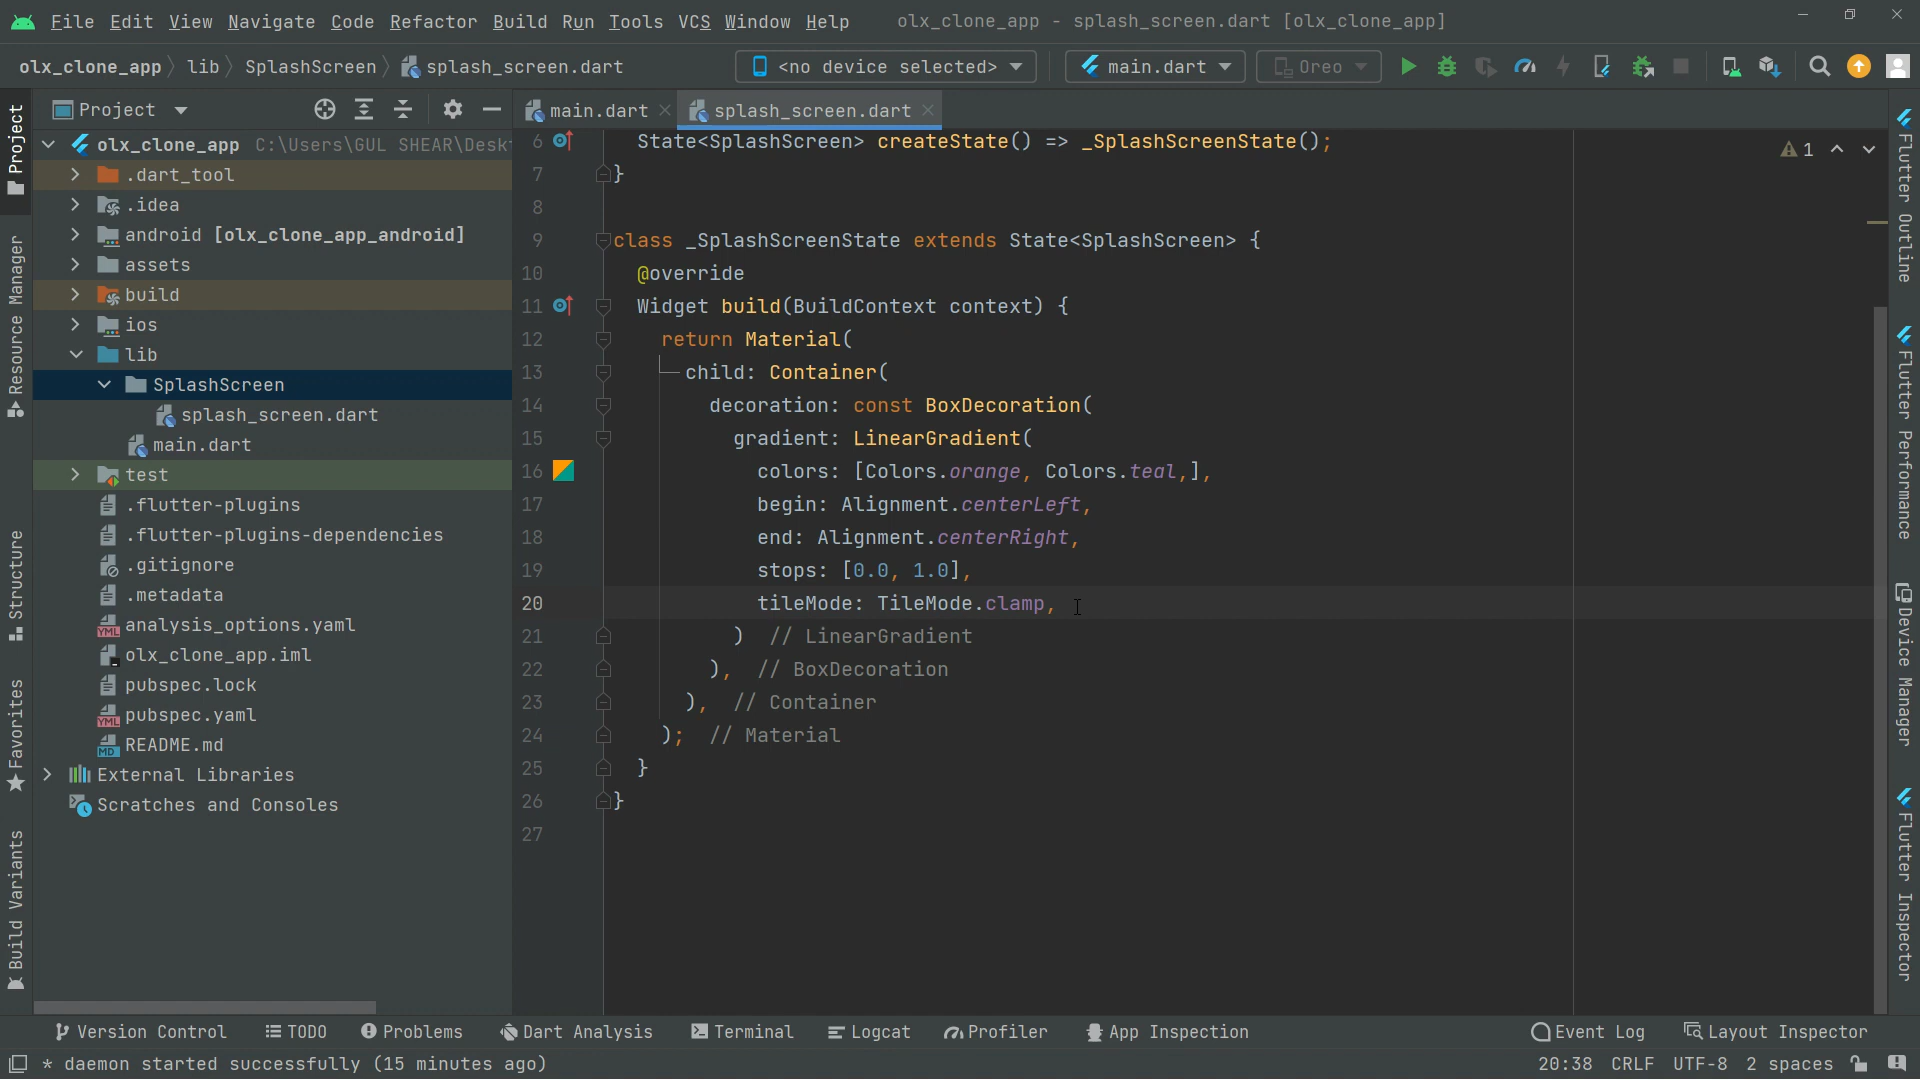 File Edit View Navigate Code Refactor Build Run Tools VCS Window Help olx_clone_app - splash_screen.dart [olx_clone_app]
olx_clone_app lib SplashScreen splash_screen.dart <no device selected> main.dart Oreo
Project
main.dart splash_screen.dart
olx_clone_app C:\Users\GUL SHEAR\Deskt
.dart_tool
.idea
android [olx_clone_app_android]
assets
build
ios
lib
SplashScreen
splash_screen.dart
main.dart
test
.flutter-plugins
.flutter-plugins-dependencies
.gitignore
.metadata
analysis_options.yaml
olx_clone_app.iml
pubspec.lock
pubspec.yaml
README.md
External Libraries
Scratches and Consoles
Project
Resource Manager
Structure
Favorites
Build Variants
6 State<SplashScreen> createState() => _SplashScreenState();
7 }
8
9 class _SplashScreenState extends State<SplashScreen> {
10 @override
11 Widget build(BuildContext context) {
12 return Material(
13 child: Container(
14 decoration: const BoxDecoration(
15 gradient: LinearGradient(
16 colors: [Colors.orange, Colors.teal,],
17 begin: Alignment.centerLeft,
18 end: Alignment.centerRight,
19 stops: [0.0, 1.0],
20 tileMode: TileMode.clamp,
21 ) // LinearGradient
22 ), // BoxDecoration
23 ), // Container
24 ); // Material
25 }
26 }
27
1
Flutter Outline
Flutter Performance
Device Manager
Flutter Inspector
Version Control TODO Problems Dart Analysis Terminal Logcat Profiler App Inspection Event Log Layout Inspector
* daemon started successfully (15 minutes ago) 20:38 CRLF UTF-8 2 spaces